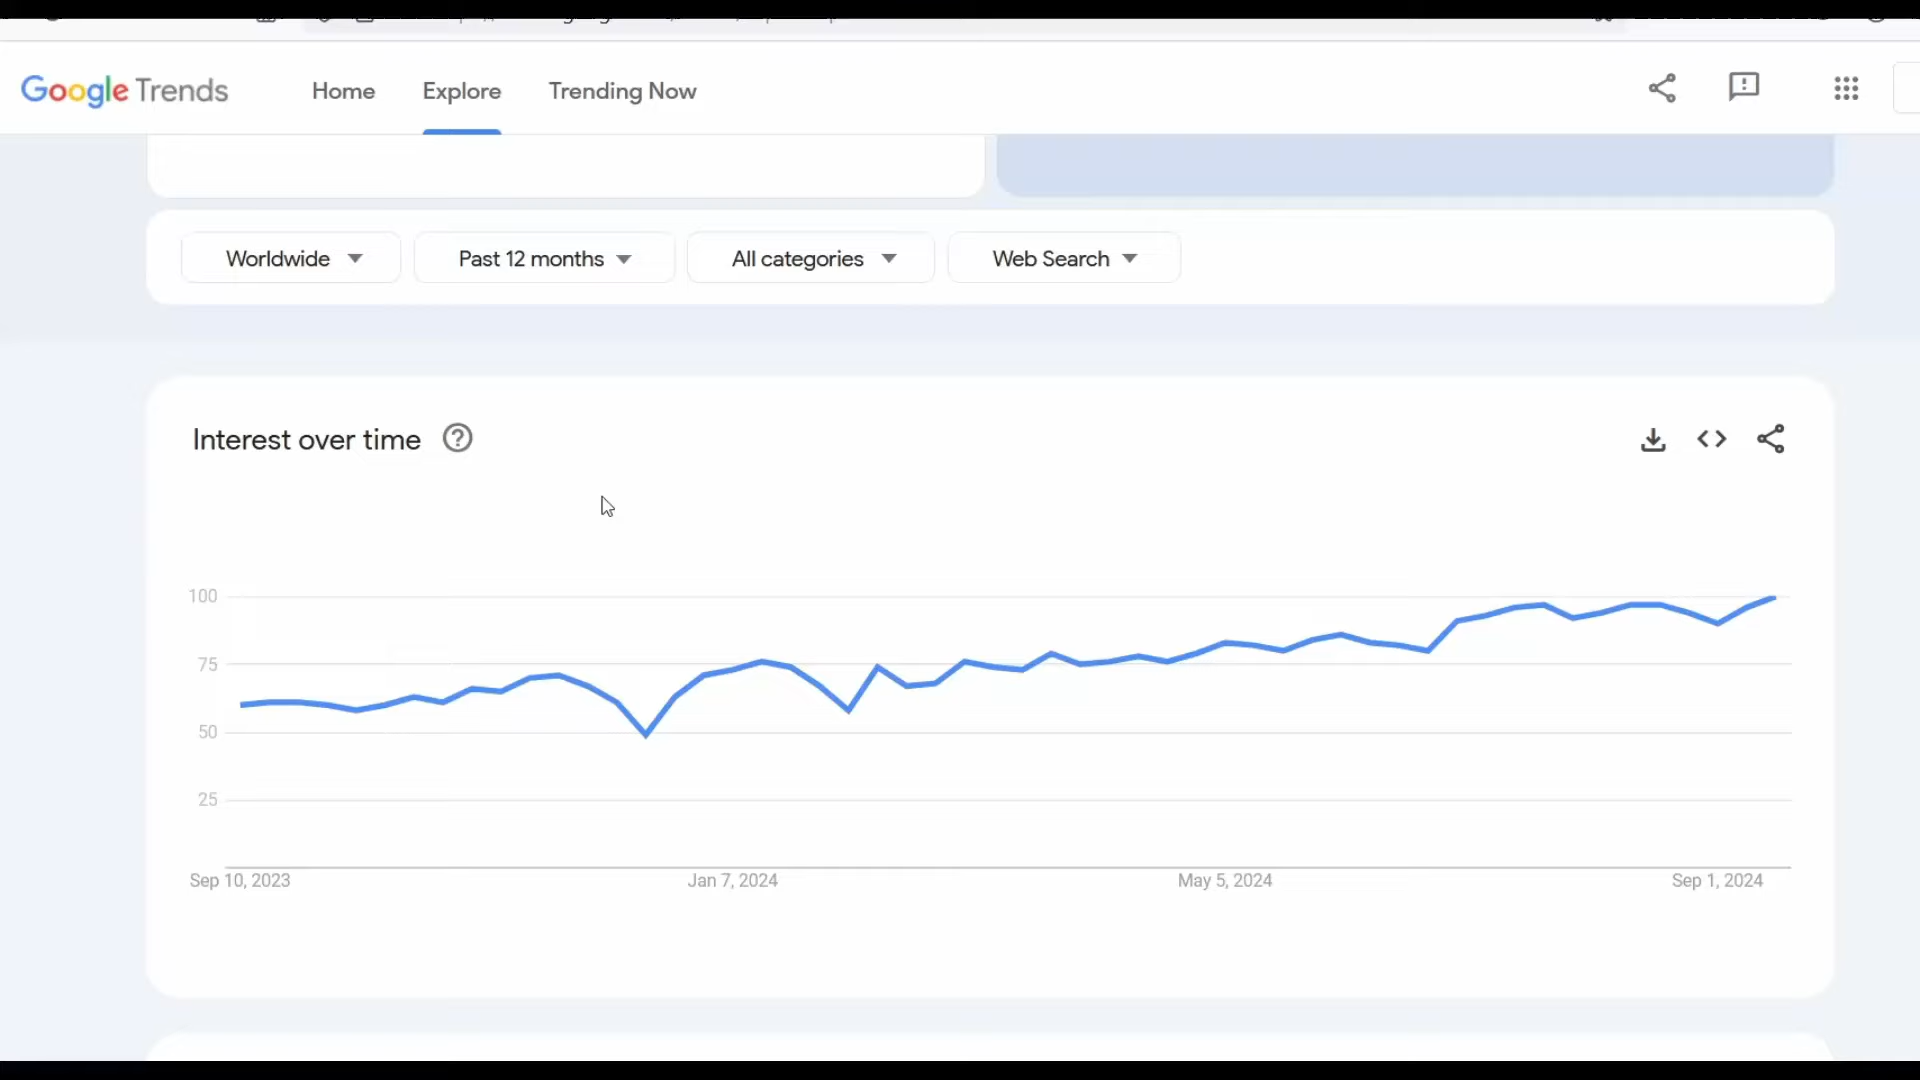 Google Trends Home Explore Trending Now
Worldwide Past 12 months All categories Web Search
Interest over time
100
75
50
25
Sep 10, 2023 Jan 7, 2024 May 5, 2024 Sep 1, 2024